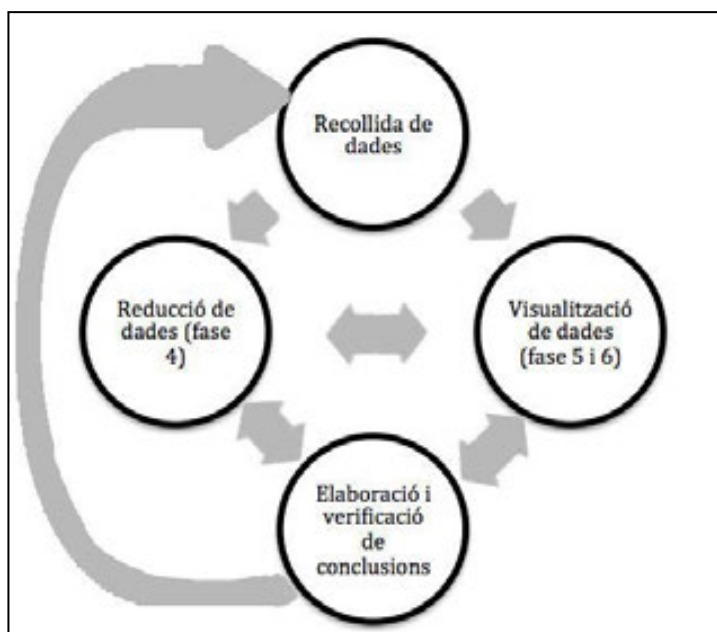 Recollida de
dades
Reducció de
dades (fase
4)
Visualització
de dades
(fase 5 i 6)
Elaboració i
verificació
de
conclusions